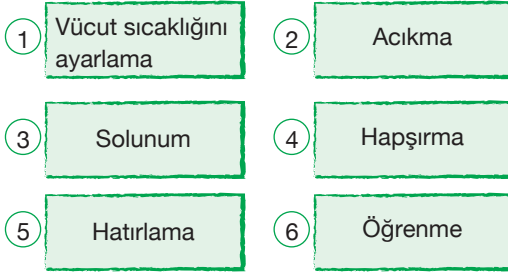 1 Vücut sıcaklığını
ayarlama
2 Acıkma
3 Solunum
4 Hapşırma
5 Hatırlama
6 Öğrenme